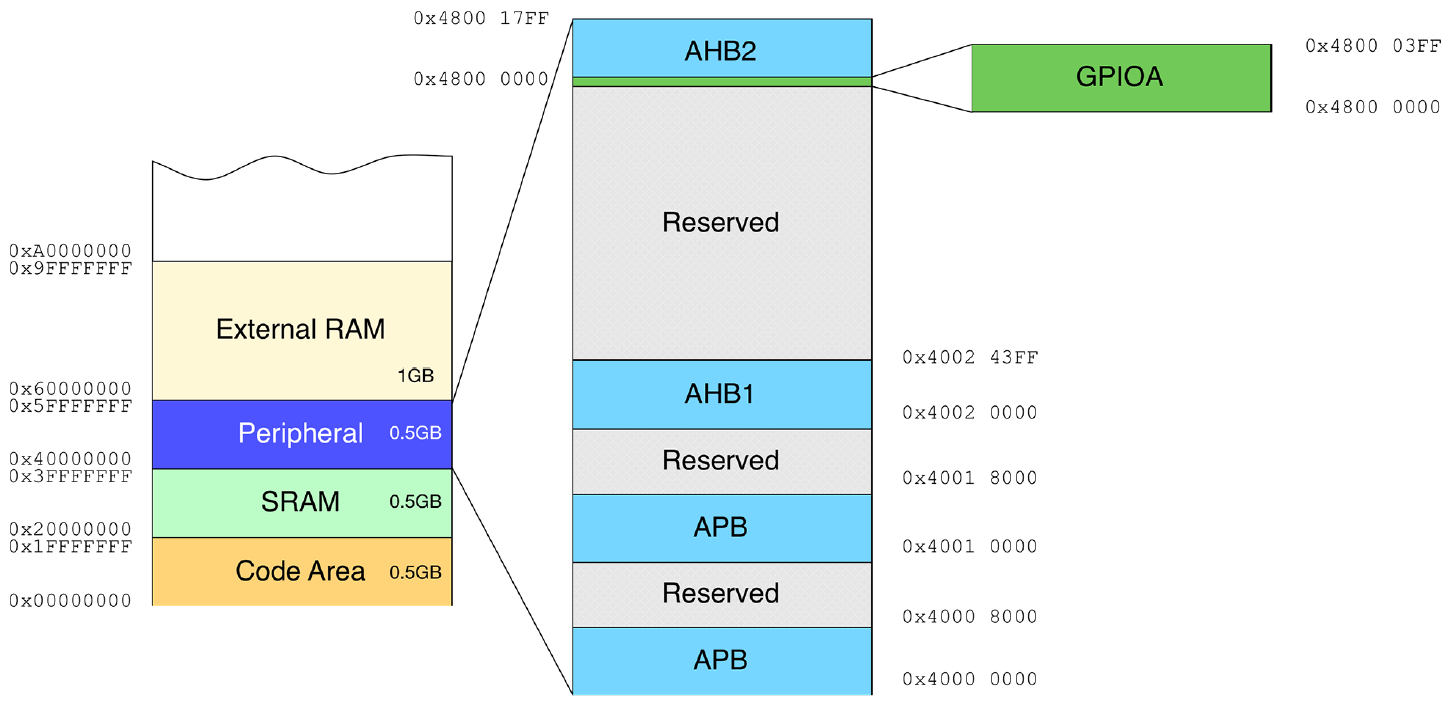 0x4800 17FF
AHB2
0x4800 0000
0x4800 03FF
GPIOA
0x4800 0000
Reserved
0xA0000000
0x9FFFFFFF
External RAM
1GB
0x60000000
0x5FFFFFFF
Peripheral 0.5GB
0x40000000
0x3FFFFFFF
SRAM 0.5GB
0x20000000
0x1FFFFFFF
Code Area 0.5GB
0x00000000
0x4002 43FF
AHB1
0x4002 0000
Reserved
0x4001 8000
APB
0x4001 0000
Reserved
0x4000 8000
APB
0x4000 0000